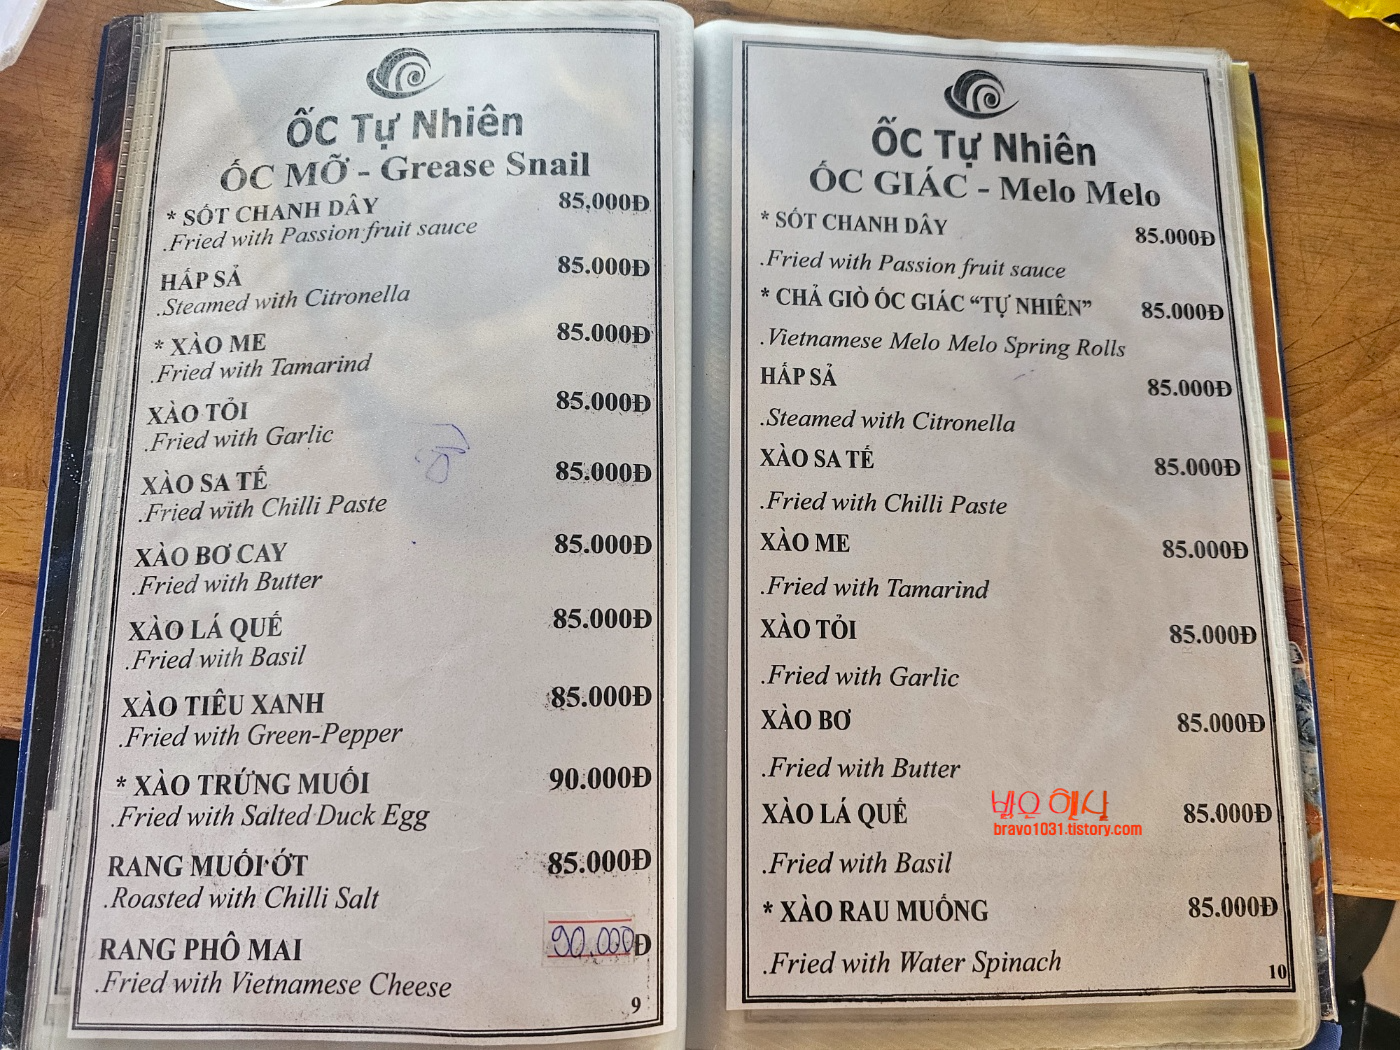 ỐC Tự Nhiên
ỐC MỠ - Grease Snail
* SỐT CHANH DÂY 85.000Đ
.Fried with Passion fruit sauce
HẤP SẢ 85.000Đ
.Steamed with Citronella
* XÀO ME 85.000Đ
.Fried with Tamarind
XÀO TỎI 85.000Đ
.Fried with Garlic
XÀO SA TẾ 85.000Đ
.Fried with Chilli Paste
XÀO BƠ CAY 85.000Đ
.Fried with Butter
XÀO LÁ QUẾ 85.000Đ
.Fried with Basil
XÀO TIÊU XANH 85.000Đ
.Fried with Green-Pepper
* XÀO TRỨNG MUỐI 90.000Đ
.Fried with Salted Duck Egg
RANG MUỐI ỚT 85.000Đ
.Roasted with Chilli Salt
RANG PHÔ MAI 90.000Đ
.Fried with Vietnamese Cheese
9
ỐC Tự Nhiên
ỐC GIÁC - Melo Melo
* SỐT CHANH DÂY 85.000Đ
.Fried with Passion fruit sauce
* CHẢ GIÒ ỐC GIÁC “TỰ NHIÊN” 85.000Đ
.Vietnamese Melo Melo Spring Rolls
HẤP SẢ 85.000Đ
.Steamed with Citronella
XÀO SA TẾ 85.000Đ
.Fried with Chilli Paste
XÀO ME 85.000Đ
.Fried with Tamarind
XÀO TỎI 85.000Đ
.Fried with Garlic
XÀO BƠ 85.000Đ
.Fried with Butter
XÀO LÁ QUẾ 85.000Đ
.Fried with Basil
* XÀO RAU MUỐNG 85.000Đ
.Fried with Water Spinach
10
bravo1031.tistory.com